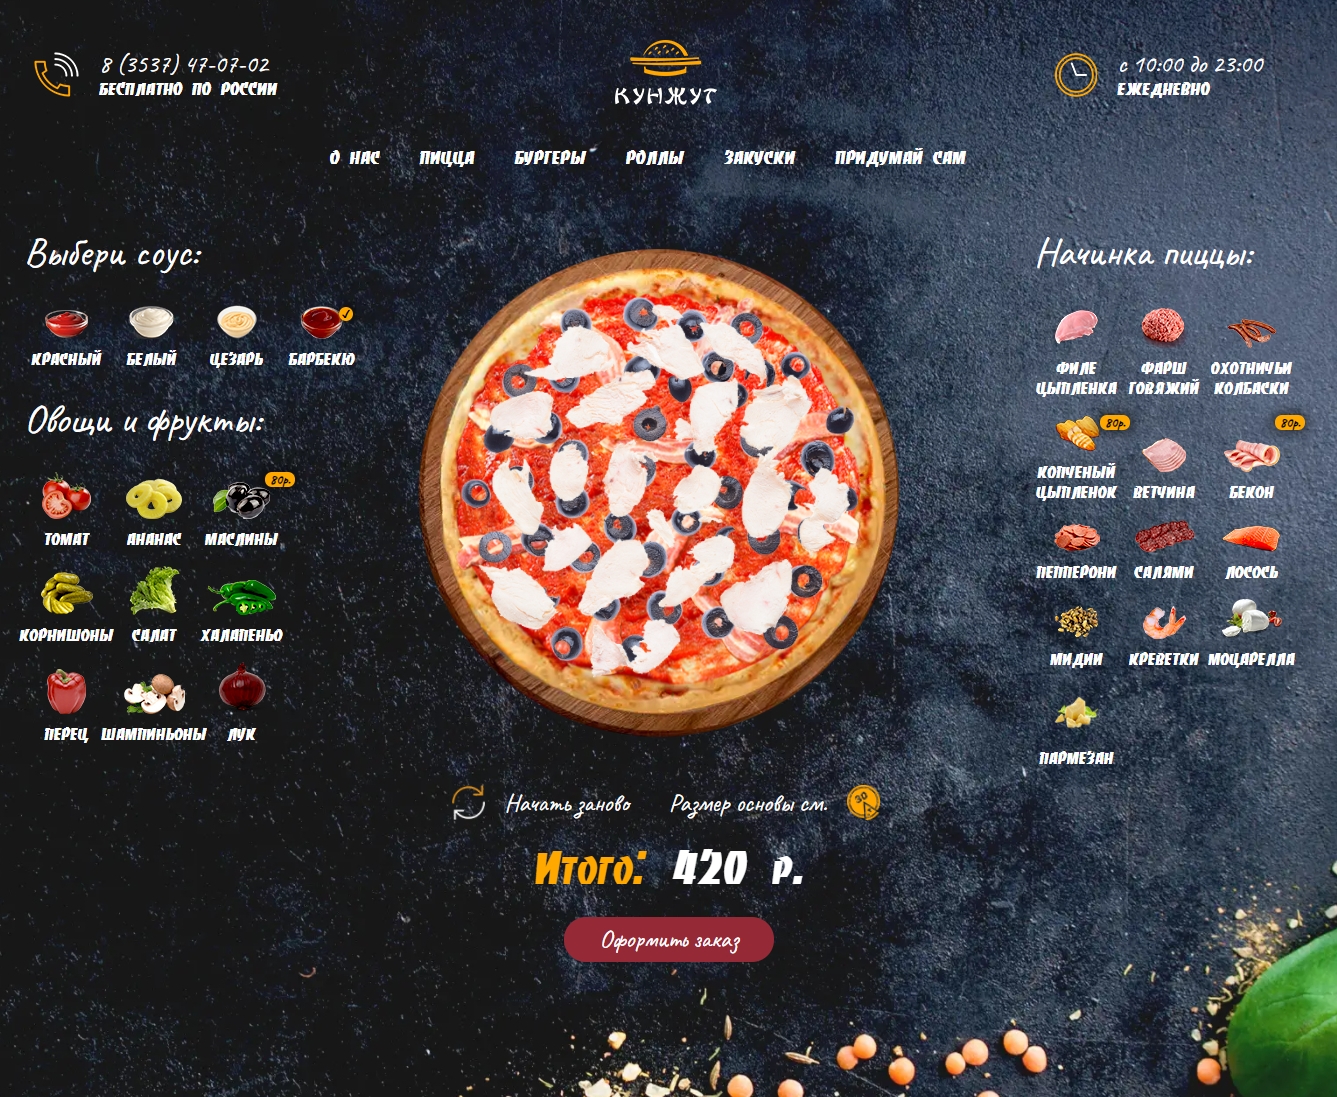 8 (3537) 47-07-02
БЕСПЛАТНО ПО РОССИИ
КУНЖУТ
с 10:00 до 23:00
ЕЖЕДНЕВНО
О НАС ПИЦЦА БУРГЕРЫ РОЛЛЫ ЗАКУСКИ ПРИДУМАЙ САМ
Выбери соус:
КРАСНЫЙ БЕЛЫЙ ЦЕЗАРЬ БАРБЕКЮ
Овощи и фрукты:
80р.
ТОМАТ АНАНАС МАСЛИНЫ
КОРНИШОНЫ САЛАТ ХАЛАПЕНЬО
ПЕРЕЦ ШАМПИНЬОНЫ ЛУК
Начинка пиццы:
ФИЛЕ ЦЫПЛЕНКА
ФАРШ ГОВЯЖИЙ
ОХОТНИЧЬИ КОЛБАСКИ
80р.
80р.
КОПЧЕНЫЙ ЦЫПЛЕНОК
ВЕТЧИНА
БЕКОН
ПЕППЕРОНИ САЛЯМИ ЛОСОСЬ
МИДИИ КРЕВЕТКИ МОЦАРЕЛЛА
ПАРМЕЗАН
Начать заново
Размер основы см.
30
Итого: 420 р.
Оформить заказ